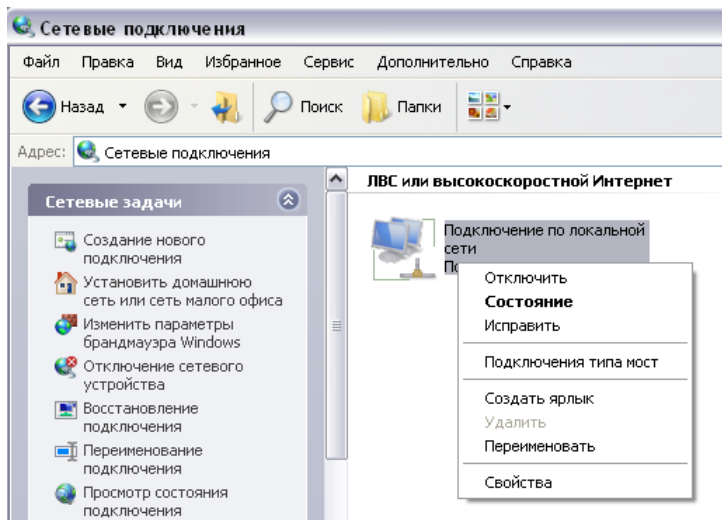 Сетевые подключения
Файл Правка Вид Избранное Сервис Дополнительно Справка
Назад Поиск Папки
Адрес: Сетевые подключения
Сетевые задачи
Создание нового
подключения
Установить домашнюю
сеть или сеть малого офиса
Изменить параметры
брандмауэра Windows
Отключение сетевого
устройства
Восстановление
подключения
Переименование
подключения
Просмотр состояния
подключения
ЛВС или высокоскоростной Интернет
Подключение по локальной
сети
Отключить
Состояние
Исправить
Подключения типа мост
Создать ярлык
Удалить
Переименовать
Свойства